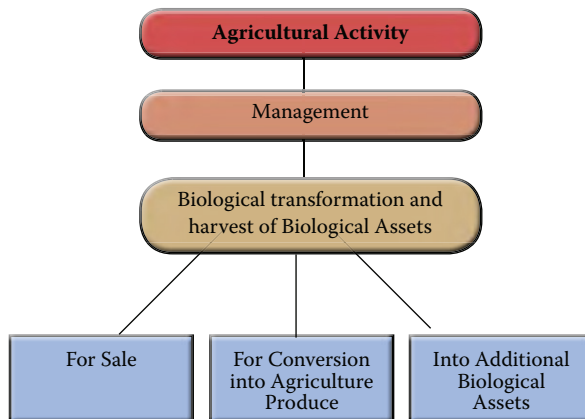 Agricultural Activity
Management
Biological transformation and
harvest of Biological Assets
For Sale
For Conversion
into Agriculture
Produce
Into Additional
Biological
Assets